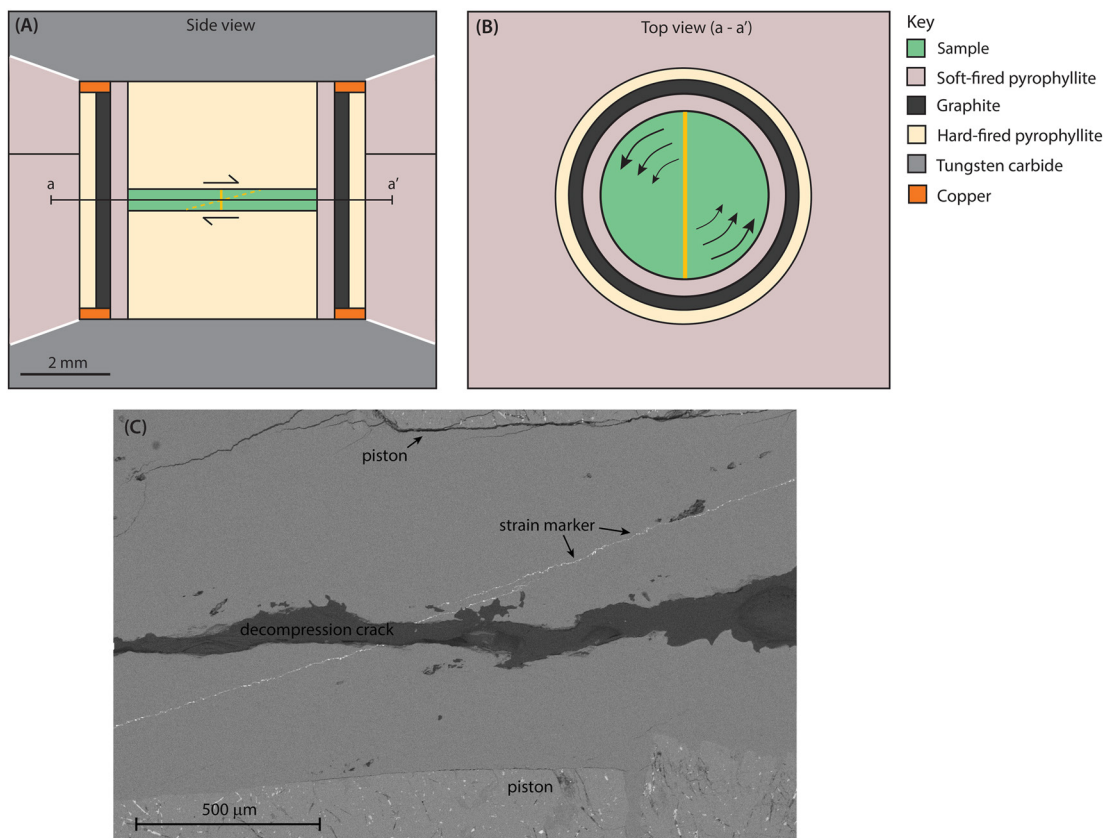 (A)
Side view
a
a'
2 mm
(B)
Top view (a - a')
Key
Sample
Soft-fired pyrophyllite
Graphite
Hard-fired pyrophyllite
Tungsten carbide
Copper
(C)
piston
strain marker
decompression crack
piston
500 μm